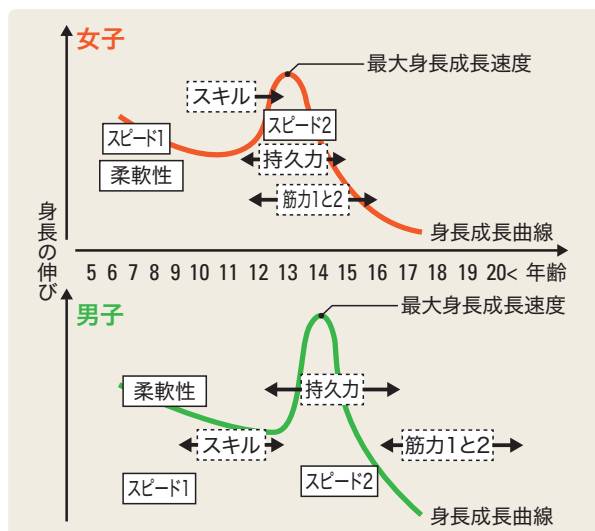 女子
最大身長成長速度
スキル
スピード1
スピード2
持久力
柔軟性
筋力1と2
身長成長曲線
身長の伸び
5 6 7 8 9 10 11 12 13 14 15 16 17 18 19 20< 年齢
男子
最大身長成長速度
柔軟性
持久力
スキル
筋力1と2
スピード1
スピード2
身長成長曲線